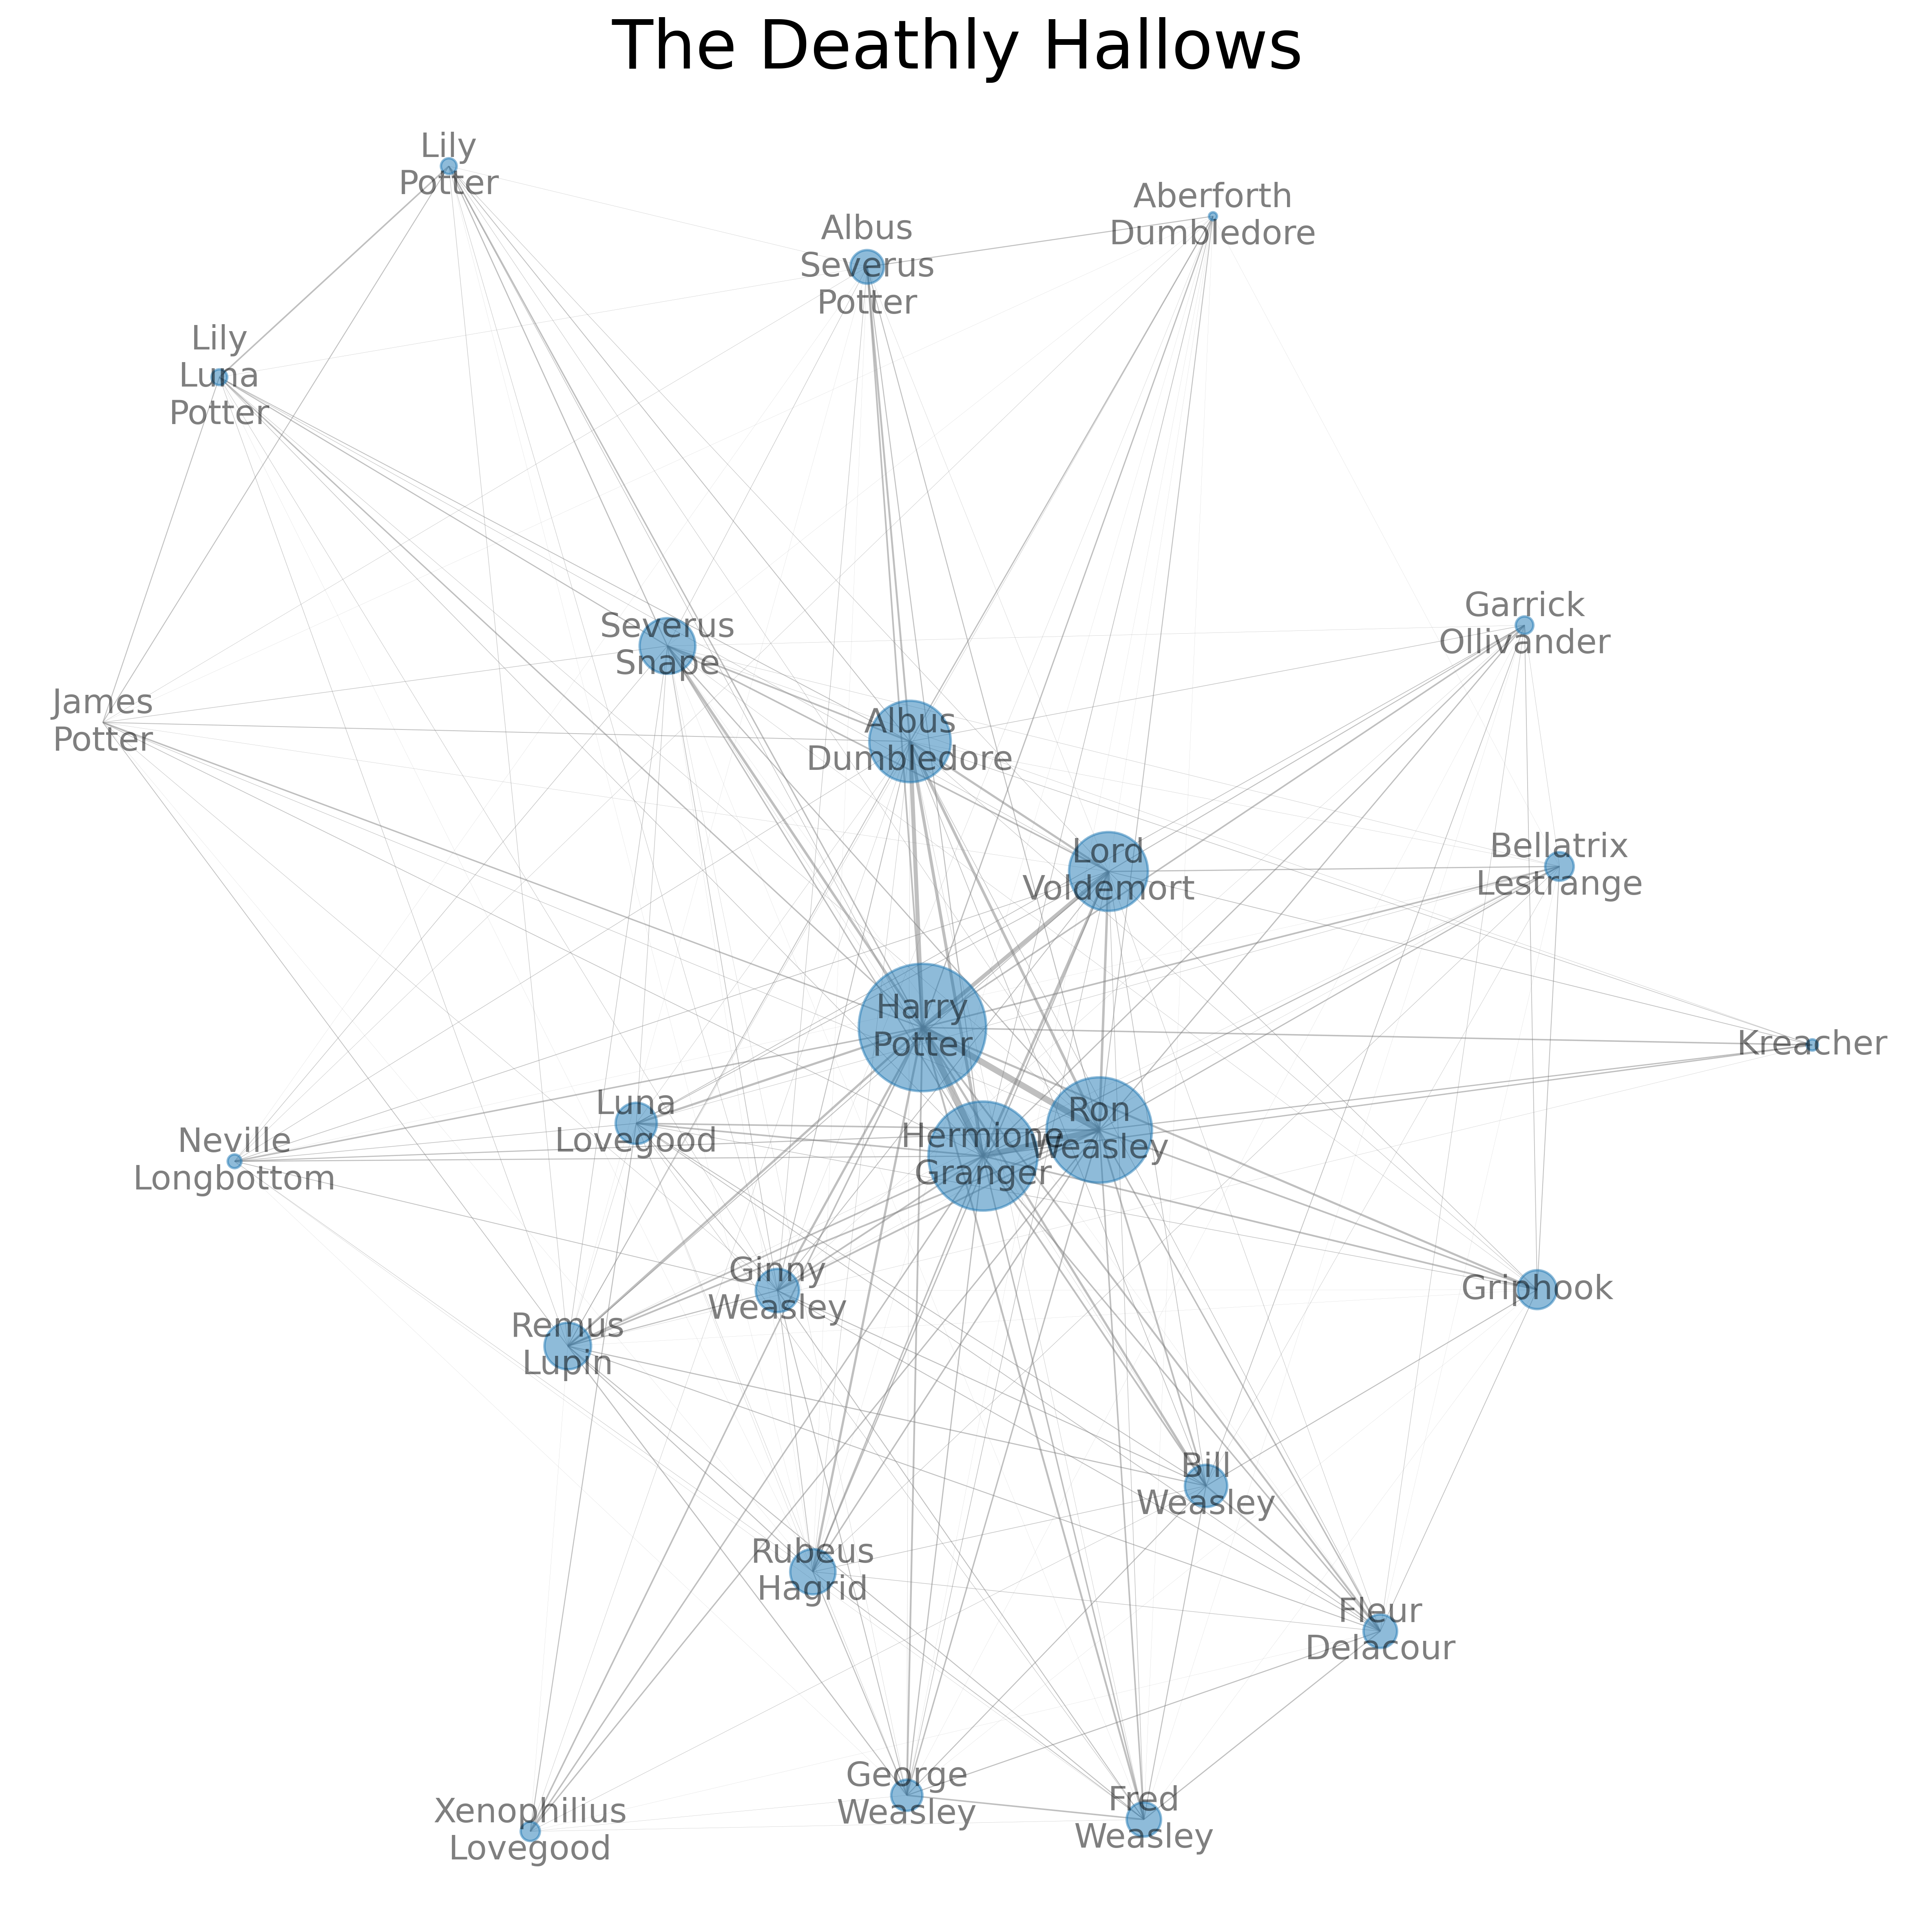 The Deathly Hallows
Lily
Potter
Aberforth
Dumbledore
Albus
Severus
Potter
Lily
Luna
Potter
Garrick
Ollivander
Severus
Snape
James
Potter
Albus
Dumbledore
Lord
Voldemort
Bellatrix
Lestrange
Harry
Potter
Kreacher
Luna
Lovegood
Ron
Weasley
Hermione
Granger
Neville
Longbottom
Ginny
Weasley
Griphook
Remus
Lupin
Bill
Weasley
Rubeus
Hagrid
Fleur
Delacour
George
Weasley
Fred
Weasley
Xenophilius
Lovegood